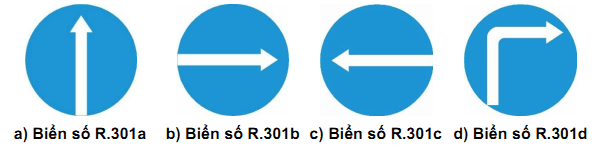 a) Biển số R.301a b) Biển số R.301b c) Biển số R.301c d) Biển số R.301d